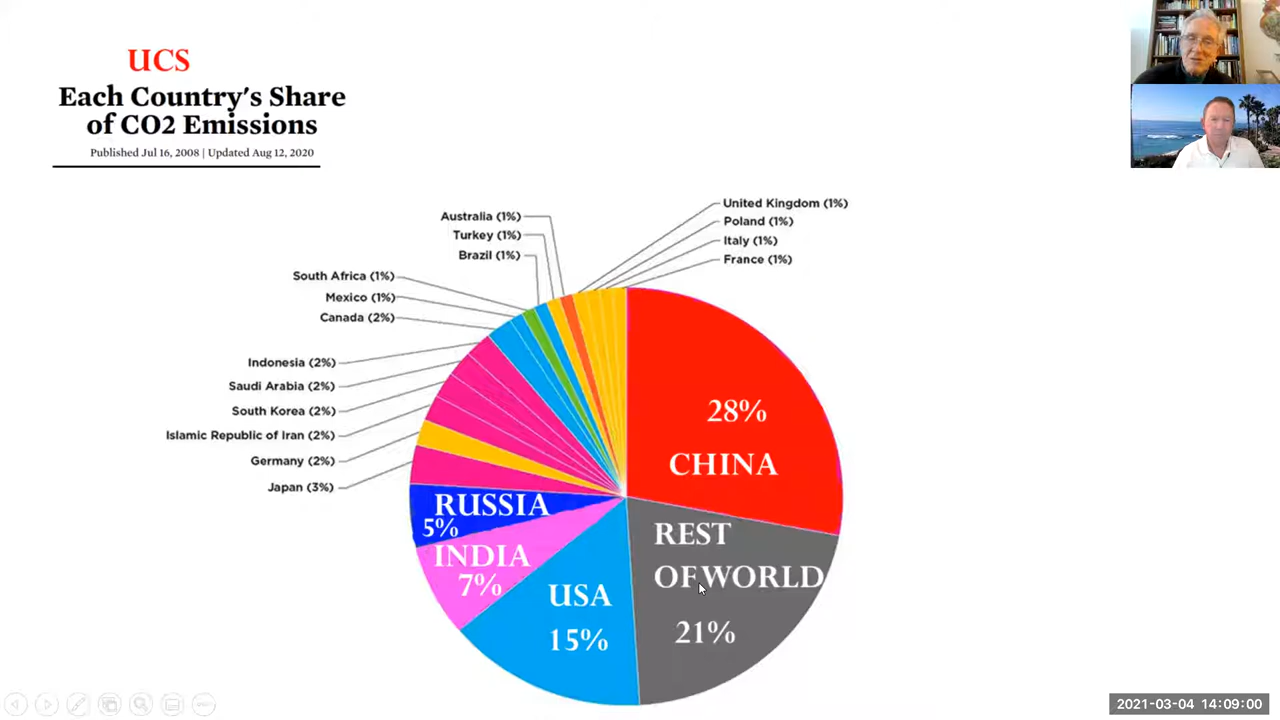 UCS
Each Country's Share
of CO2 Emissions
Published Jul 16, 2008 | Updated Aug 12, 2020
Australia (1%)
Turkey (1%)
Brazil (1%)
South Africa (1%)
Mexico (1%)
Canada (2%)
Indonesia (2%)
Saudi Arabia (2%)
South Korea (2%)
Islamic Republic of Iran (2%)
Germany (2%)
Japan (3%)
United Kingdom (1%)
Poland (1%)
Italy (1%)
France (1%)
28%
CHINA
RUSSIA
5%
INDIA
7%
USA
15%
REST
OF WORLD
21%
2021-03-04 14:09:00